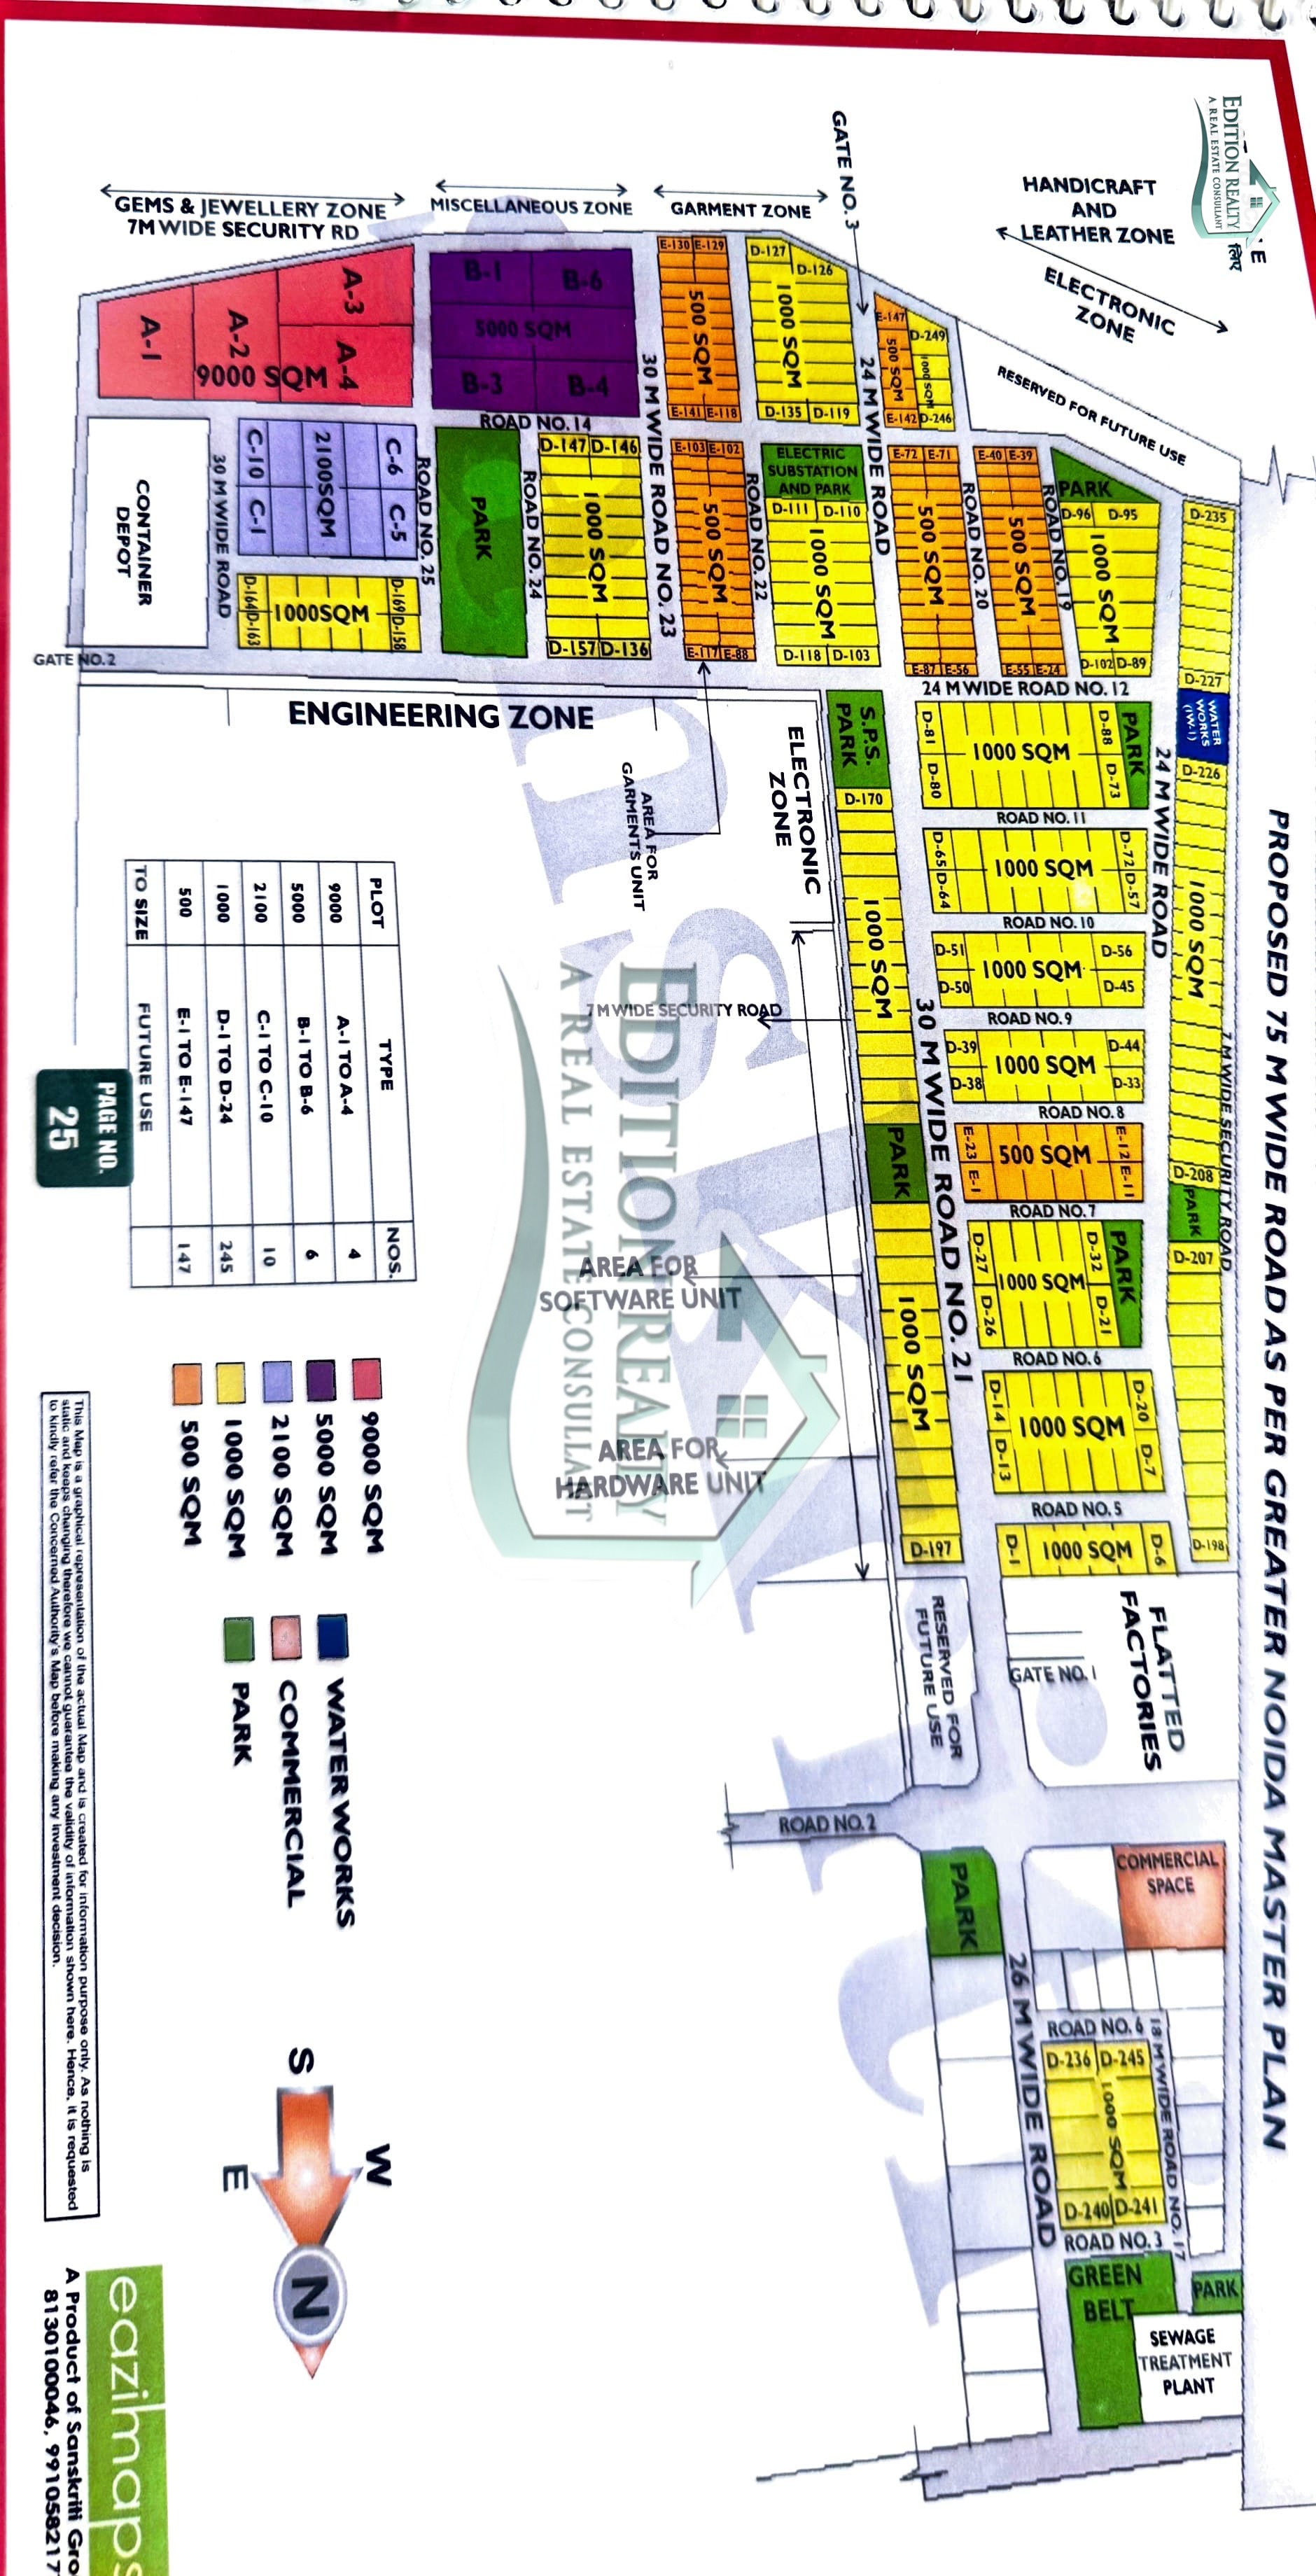 PROPOSED 75 M WIDE ROAD AS PER GREATER NOIDA MASTER PLAN
EDITION REALTY
A REAL ESTATE CONSULTANT
E
लिए
HANDICRAFT
AND
LEATHER ZONE
ELECTRONIC
ZONE
RESERVED FOR FUTURE USE
7 M WIDE SECURITY ROAD
D-235
D-227
WATER
WORKS
(IW-1)
D-226
1000 SQM
D-208
PARK
D-207
D-198
24 M WIDE ROAD
PARK
D-95
D-96
1000 SQM
D-89
D-102
ROAD NO. 19
E-39
E-40
500 SQM
E-24
E-55
ROAD NO. 20
E-71
E-72
500 SQM
E-56
E-87
24 M WIDE ROAD NO. 12
PARK
D-88
D-73
1000 SQM
D-81
D-80
ROAD NO. 11
D-72
D-57
1000 SQM
D-65
D-64
ROAD NO. 10
D-56
D-45
1000 SQM
D-51
D-50
ROAD NO. 9
D-44
D-33
1000 SQM
D-39
D-38
ROAD NO. 8
E-12
E-11
500 SQM
E-23
E-1
ROAD NO. 7
PARK
D-32
D-21
1000 SQM
D-27
D-26
ROAD NO. 6
D-20
D-7
1000 SQM
D-14
D-13
ROAD NO. 5
D-6
1000 SQM
D-1
FLATTED
FACTORIES
GATE NO. 1
COMMERCIAL
SPACE
18 M WIDE ROAD NO. 17
ROAD NO. 6
D-245
D-236
1000 SQM
D-241
D-240
ROAD NO. 3
PARK
GREEN
BELT
SEWAGE
TREATMENT
PLANT
26 M WIDE ROAD
PARK
30 M WIDE ROAD NO. 21
RESERVED FOR
FUTURE USE
ROAD NO. 2
D-249
1000 SQM
D-246
E-147
500 SQM
E-142
24 M WIDE ROAD
GATE NO. 3
S.P.S.
PARK
D-170
1000 SQM
PARK
1000 SQM
D-197
D-126
D-127
1000 SQM
D-119
D-135
ELECTRIC
SUBSTATION
AND PARK
D-110
D-111
1000 SQM
D-103
D-118
ROAD NO. 22
GARMENT ZONE
E-129
E-130
500 SQM
E-118
E-141
E-102
E-103
500 SQM
E-88
E-117
30 M WIDE ROAD NO. 23
ELECTRONIC
ZONE
7 M WIDE SECURITY ROAD
AREA FOR
SOFTWARE UNIT
AREA FOR
HARDWARE UNIT
AREA FOR
GARMENTS UNIT
ENGINEERING ZONE
EDITION REALTY
A REAL ESTATE CONSULLANT
nskriti
MISCELLANEOUS ZONE
B-6
B-4
5000 SQM
B-1
B-3
ROAD NO. 14
D-146
D-147
1000 SQM
D-136
D-157
ROAD NO. 24
PARK
ROAD NO. 25
GEMS & JEWELLERY ZONE
7M WIDE SECURITY RD
A-3
A-4
A-2
9000 SQM
A-1
C-6
C-5
2100SQM
C-10
C-1
D-169
D-158
1000SQM
D-164
D-163
30 M WIDE ROAD
CONTAINER
DEPOT
GATE NO.2
PLOT TYPE NOS.
9000 A-1 TO A-4 4
5000 B-1 TO B-6 6
2100 C-1 TO C-10 10
1000 D-1 TO D-24 245
500 E-1 TO E-147 147
TO SIZE FUTURE USE
PAGE NO.
25
9000 SQM
5000 SQM
2100 SQM
1000 SQM
500 SQM
WATER WORKS
COMMERCIAL
PARK
W
S
N
E
This Map is a graphical representation of the actual Map and is created for information purpose only. As nothing is
static and keeps changing therefore we cannot guarantee the validity of information shown here. Hence, it is requested
to kindly refer the Concerned Authority's Map before making any investment decision.
eazimaps
A Product of Sanskriti Gro
8130100046, 991058217